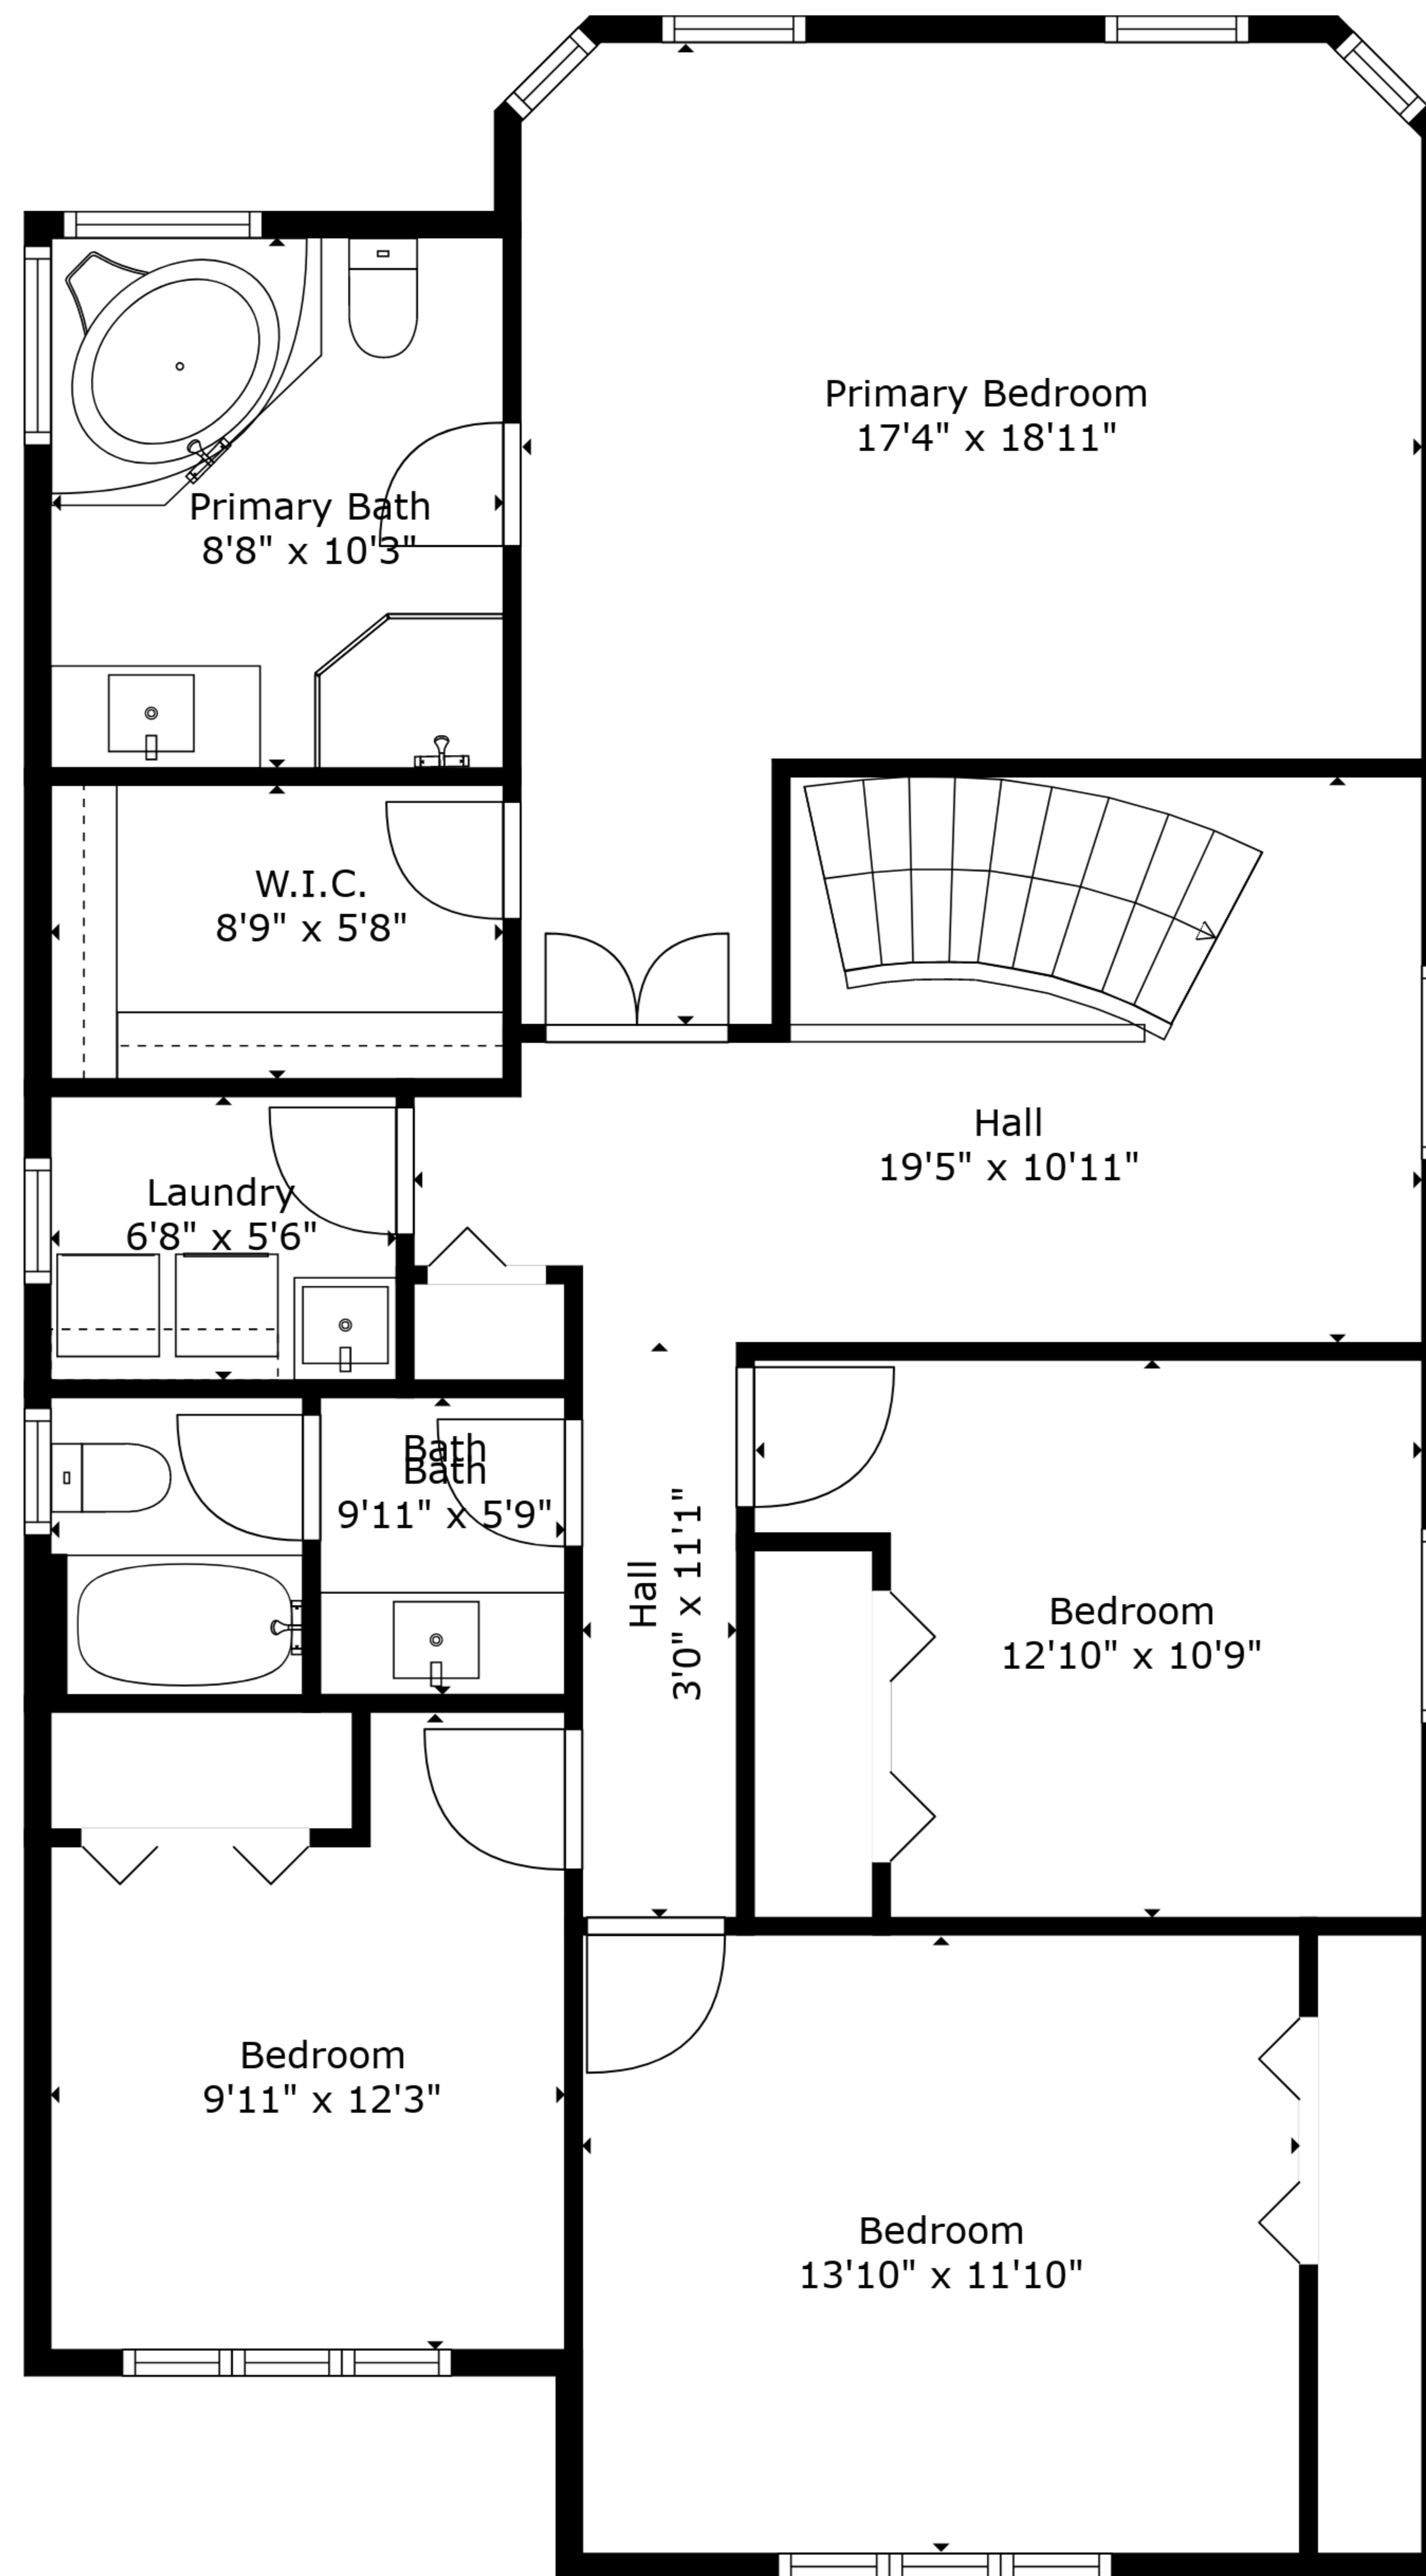 Primary Bedroom
17'4" x 18'11"
Primary Bath
8'8" x 10'3"
W.I.C.
8'9" x 5'8"
Hall
19'5" x 10'11"
Laundry
6'8" x 5'6"
Bath
Bath
9'11" x 5'9"
Hall
3'0" x 11'1"
Bedroom
12'10" x 10'9"
Bedroom
9'11" x 12'3"
Bedroom
13'10" x 11'10"